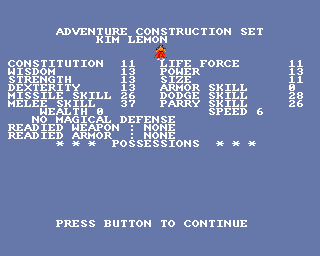 ADVENTURE CONSTRUCTION SET
KIM LEMON
CONSTITUTION 11 LIFE FORCE 11
WISDOM 13 POWER 13
STRENGTH 13 SIZE 11
DEXTERITY 13 ARMOR SKILL 0
MISSILE SKILL 26 DODGE SKILL 28
MELEE SKILL 37 PARRY SKILL 26
WEALTH 0 SPEED 6
NO MAGICAL DEFENSE
READIED WEAPON : NONE
READIED ARMOR : NONE
* * * POSSESSIONS * * *
PRESS BUTTON TO CONTINUE